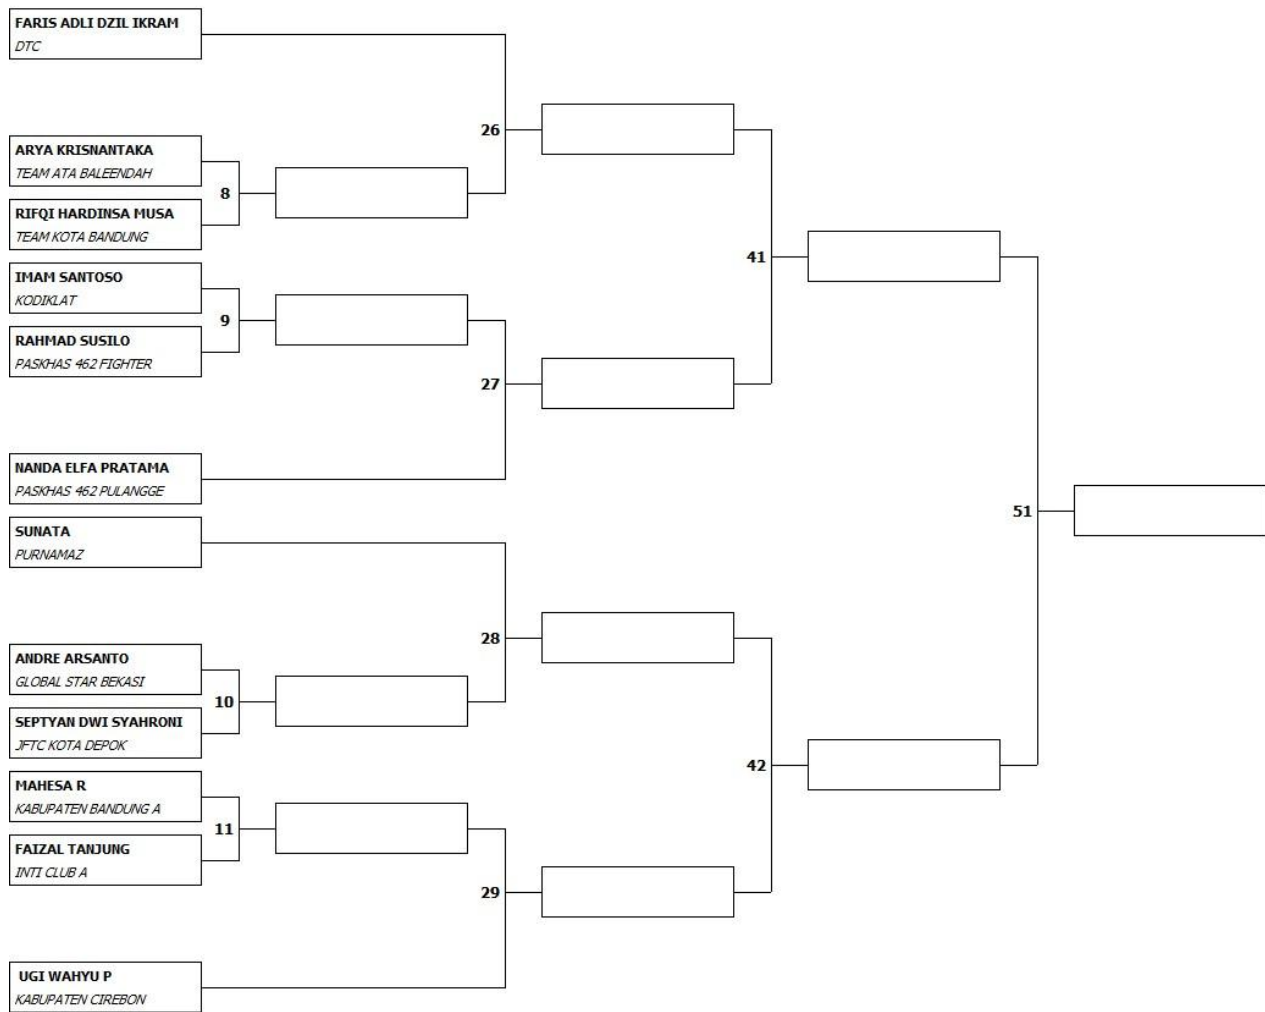 FARIS ADLI DZIL IKRAM
DTC
26
ARYA KRISNANTAKA
TEAM ATA BALEENDAH
8
RIFQI HARDINSA MUSA
TEAM KOTA BANDUNG
41
IMAM SANTOSO
KODIKLAT
9
RAHMAD SUSILO
PASKHAS 462 FIGHTER
27
NANDA ELFA PRATAMA
PASKHAS 462 PULANGGE
51
SUNATA
PURNAMAZ
28
ANDRE ARSANTO
GLOBAL STAR BEKASI
10
SEPTYAN DWI SYAHRONI
JFTC KOTA DEPOK
42
MAHESA R
KABUPATEN BANDUNG A
11
FAIZAL TANJUNG
INTI CLUB A
29
UGI WAHYU P
KABUPATEN CIREBON